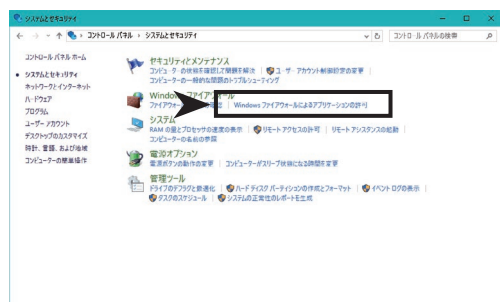 システムとセキュリティ
コントロール パネル › システムとセキュリティ
コントロール パネルの検索
コントロール パネル ホーム
システムとセキュリティ
ネットワークとインターネット
ハードウェア
プログラム
ユーザー アカウント
デスクトップのカスタマイズ
時計、言語、および地域
コンピューターの簡単操作
セキュリティとメンテナンス
コンピューターの状態を確認して問題を解決 ユーザー アカウント制御設定の変更
コンピューターの一般的な問題のトラブルシューティング
Windows ファイアウォール
ファイアウォー Windows ファイアウォールによるアプリケーションの許可
システム
RAM の量とプロセッサの速度の表示 リモート アクセスの許可 リモート アシスタンスの起動
コンピューターの名前の参照
電源オプション
電源ボタンの動作の変更 コンピューターがスリープ状態になる時間を変更
管理ツール
ドライブのデフラグと最適化 ハード ディスク パーティションの作成とフォーマット イベント ログの表示
タスクのスケジュール システムの正常性のレポートを生成